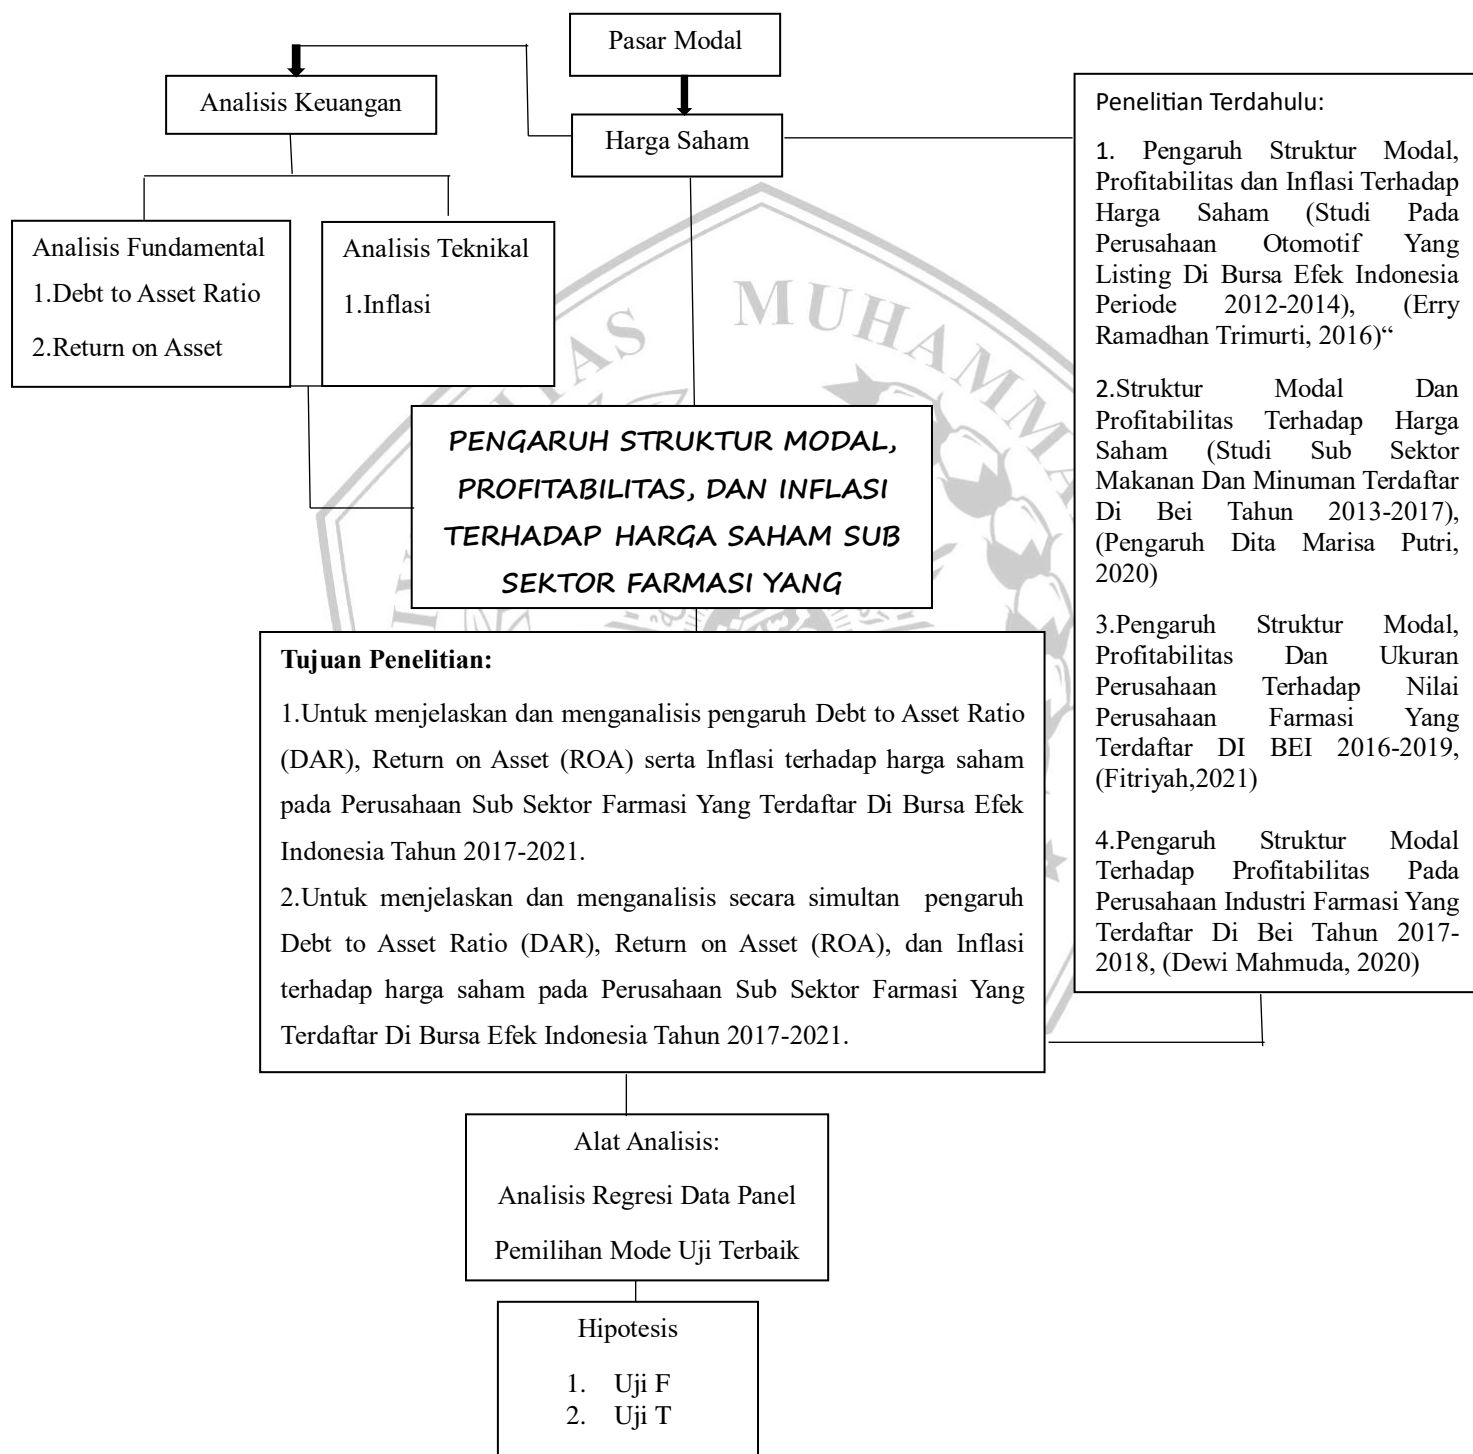 Pasar Modal
Analisis Keuangan
Harga Saham
Analisis Fundamental
1.Debt to Asset Ratio
2.Return on Asset
Analisis Teknikal
1.Inflasi
PENGARUH STRUKTUR MODAL,
PROFITABILITAS, DAN INFLASI
TERHADAP HARGA SAHAM SUB
SEKTOR FARMASI YANG
Penelitian Terdahulu:
1. Pengaruh Struktur Modal,
Profitabilitas dan Inflasi Terhadap
Harga Saham (Studi Pada
Perusahaan Otomotif Yang
Listing Di Bursa Efek Indonesia
Periode 2012-2014), (Erry
Ramadhan Trimurti, 2016)“
2.Struktur Modal Dan
Profitabilitas Terhadap Harga
Saham (Studi Sub Sektor
Makanan Dan Minuman Terdaftar
Di Bei Tahun 2013-2017),
(Pengaruh Dita Marisa Putri,
2020)
3.Pengaruh Struktur Modal,
Profitabilitas Dan Ukuran
Perusahaan Terhadap Nilai
Perusahaan Farmasi Yang
Terdaftar DI BEI 2016-2019,
(Fitriyah,2021)
4.Pengaruh Struktur Modal
Terhadap Profitabilitas Pada
Perusahaan Industri Farmasi Yang
Terdaftar Di Bei Tahun 2017-
2018, (Dewi Mahmuda, 2020)
Tujuan Penelitian:
1.Untuk menjelaskan dan menganalisis pengaruh Debt to Asset Ratio
(DAR), Return on Asset (ROA) serta Inflasi terhadap harga saham
pada Perusahaan Sub Sektor Farmasi Yang Terdaftar Di Bursa Efek
Indonesia Tahun 2017-2021.
2.Untuk menjelaskan dan menganalisis secara simultan pengaruh
Debt to Asset Ratio (DAR), Return on Asset (ROA), dan Inflasi
terhadap harga saham pada Perusahaan Sub Sektor Farmasi Yang
Terdaftar Di Bursa Efek Indonesia Tahun 2017-2021.
Alat Analisis:
Analisis Regresi Data Panel
Pemilihan Mode Uji Terbaik
Hipotesis
1. Uji F
2. Uji T